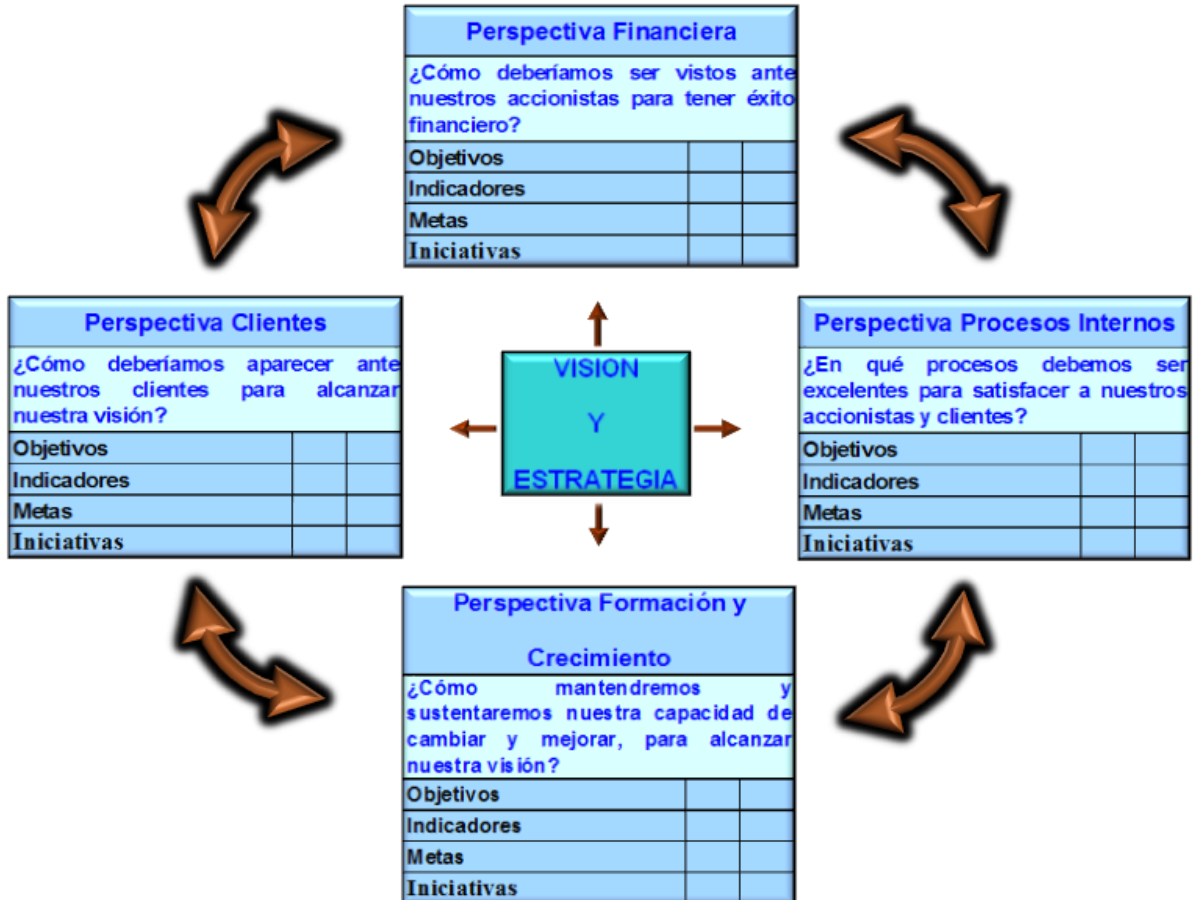 Perspectiva Financiera
¿Cómo deberíamos ser vistos ante
nuestros accionistas para tener éxito
financiero?
Objetivos
Indicadores
Metas
Iniciativas
Perspectiva Clientes
¿Cómo deberíamos aparecer ante
nuestros clientes para alcanzar
nuestra visión?
Objetivos
Indicadores
Metas
Iniciativas
VISION
Y
ESTRATEGIA
Perspectiva Procesos Internos
¿En qué procesos debemos ser
excelentes para satisfacer a nuestros
accionistas y clientes?
Objetivos
Indicadores
Metas
Iniciativas
Perspectiva Formación y
Crecimiento
¿Cómo mantendremos y
sustentaremos nuestra capacidad de
cambiar y mejorar, para alcanzar
nuestra visión?
Objetivos
Indicadores
Metas
Iniciativas